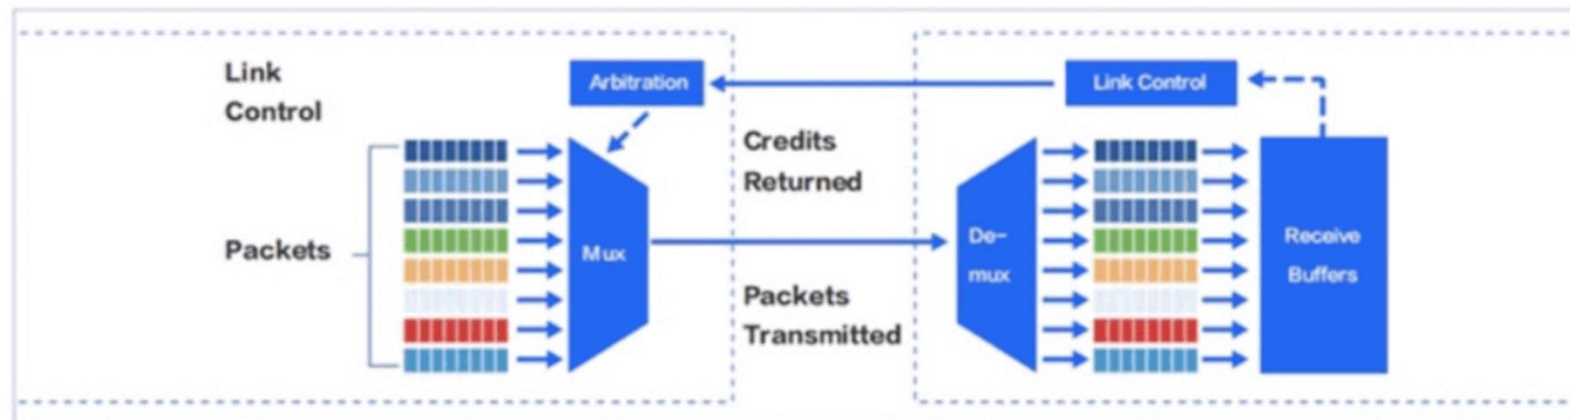 Link
Control
Arbitration
Link Control
Credits
Returned
Packets
Mux
De-
mux
Receive
Buffers
Packets
Transmitted